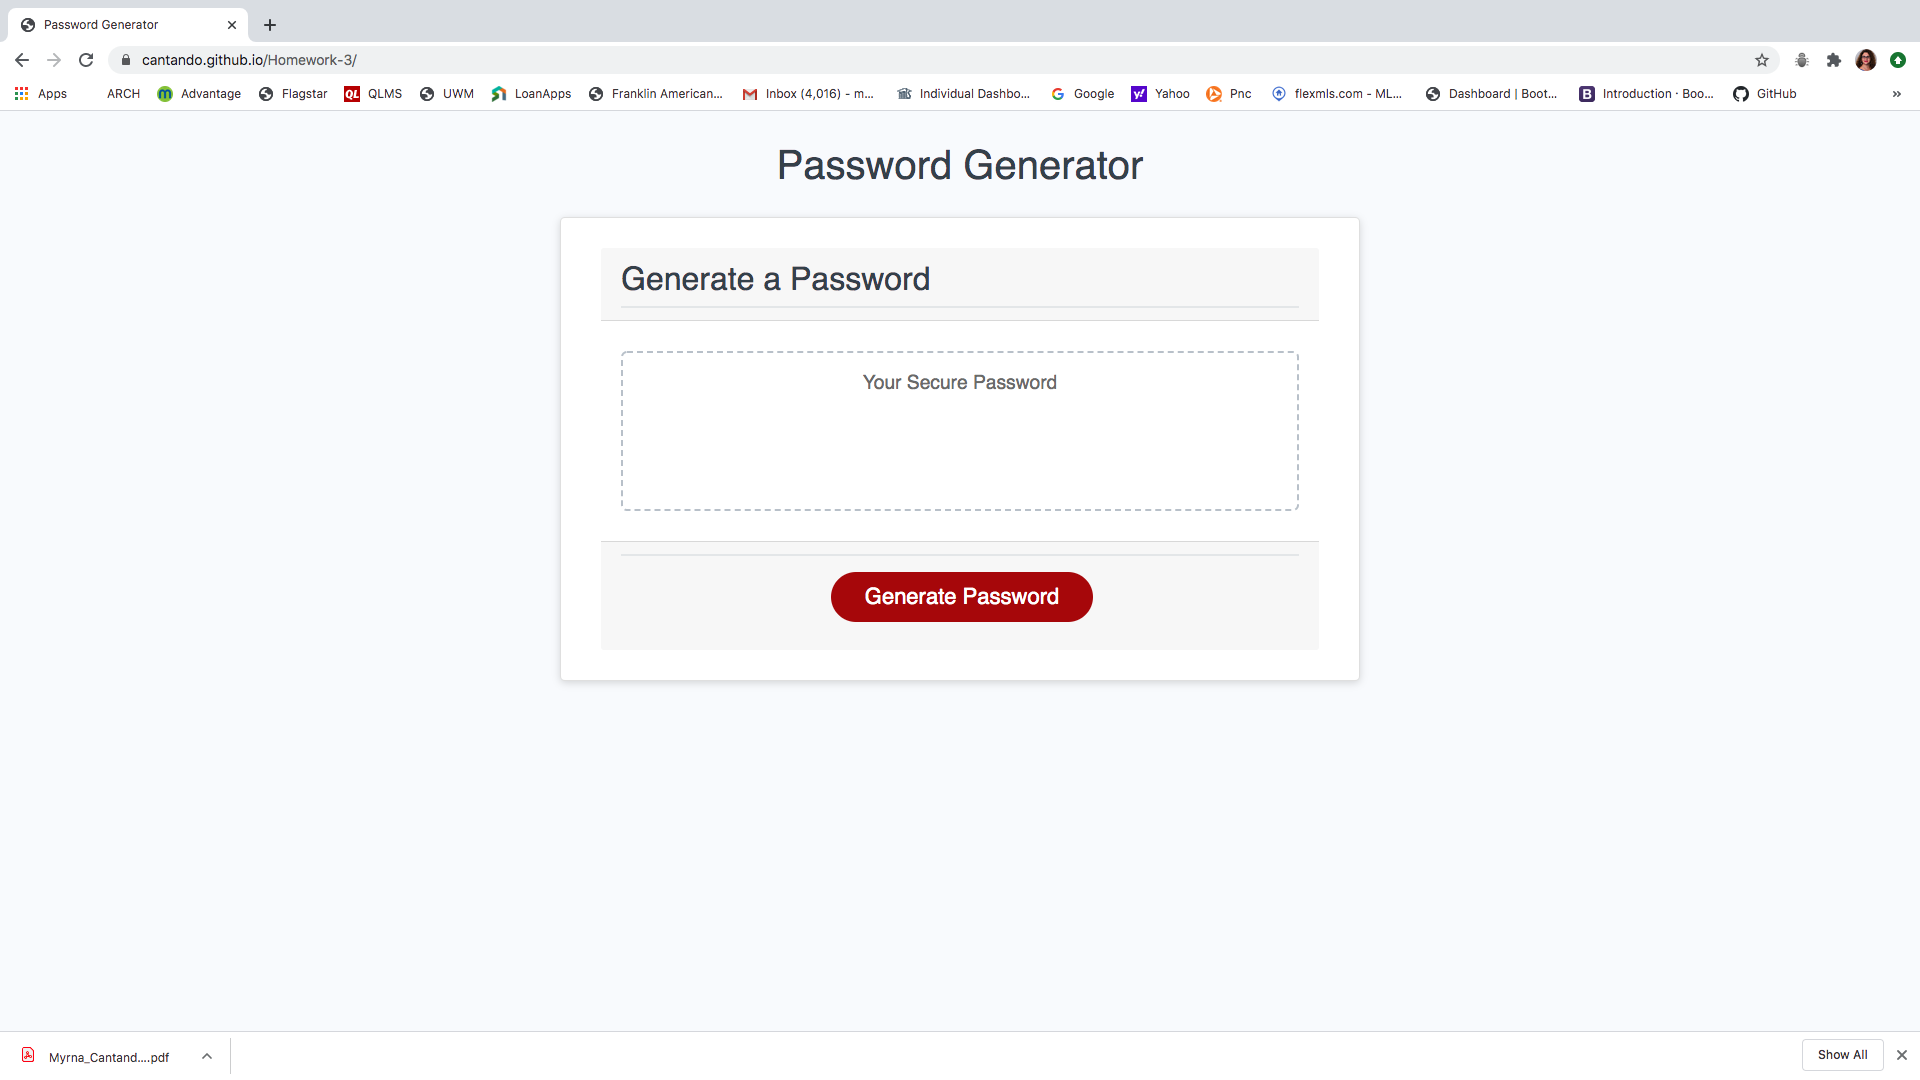 Password Generator
cantando.github.io/Homework-3/
Apps ARCH Advantage Flagstar QL QLMS UWM LoanApps Franklin American... Inbox (4,016) - m... Individual Dashbo... Google y! Yahoo Pnc flexmls.com - ML... Dashboard | Boot... B Introduction · Boo... GitHub »
Password Generator
Generate a Password
Your Secure Password
Generate Password
Myrna_Cantand....pdf
Show All